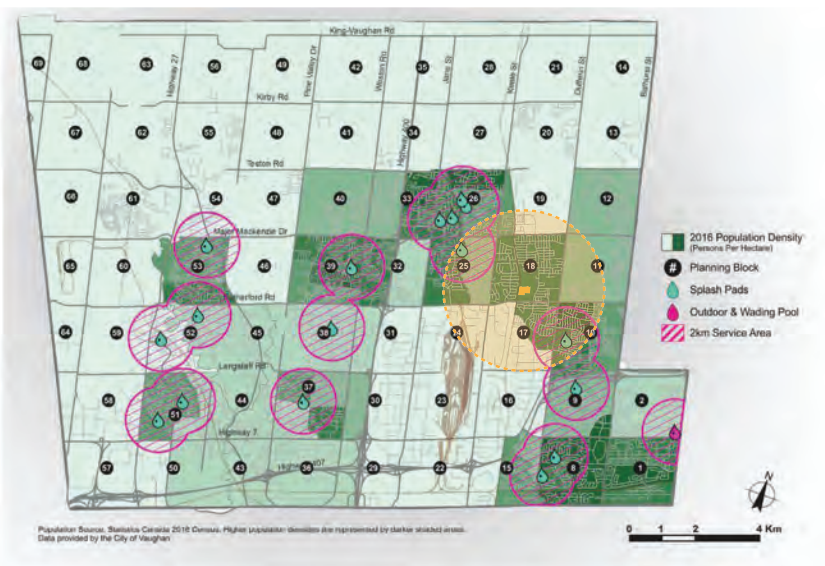 King-Vaughan Rd
69
68
63
56
49
42
35
28
21
14
Highway 27
Pine Valley Dr
Weston Rd
Jane St
Keele St
Dufferin St
Bathurst St
Kirby Rd
Highway 400
67
62
55
48
41
34
27
20
13
Teston Rd
66
61
54
47
40
33
26
19
12
Major Mackenzie Dr
65
60
53
46
39
32
25
18
11
Rutherford Rd
64
59
52
45
38
31
17
Langstaff Rd
58
51
44
37
30
23
16
9
2
Highway 7
57
50
43
36
29
22
15
8
1
Highway 407
2016 Population Density
(Persons Per Hectare)
# Planning Block
Splash Pads
Outdoor & Wading Pool
2km Service Area
N
0 1 2 4 Km
Population Source: Statistics Canada 2016 Census. Higher population densities are represented by darker shaded areas.
Data provided by the City of Vaughan